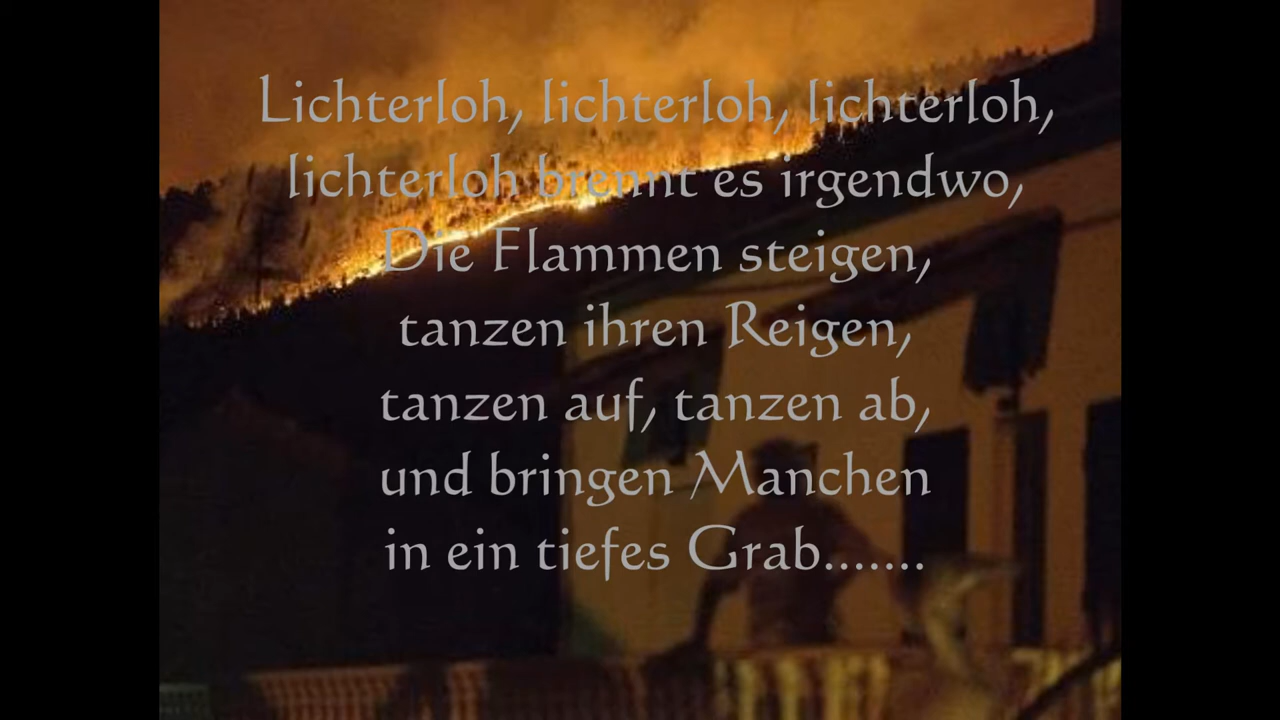 Lichterloh, lichterloh, lichterloh,
lichterloh brennt es irgendwo,
Die Flammen steigen,
tanzen ihren Reigen,
tanzen auf, tanzen ab,
und bringen Manchen
in ein tiefes Grab.......